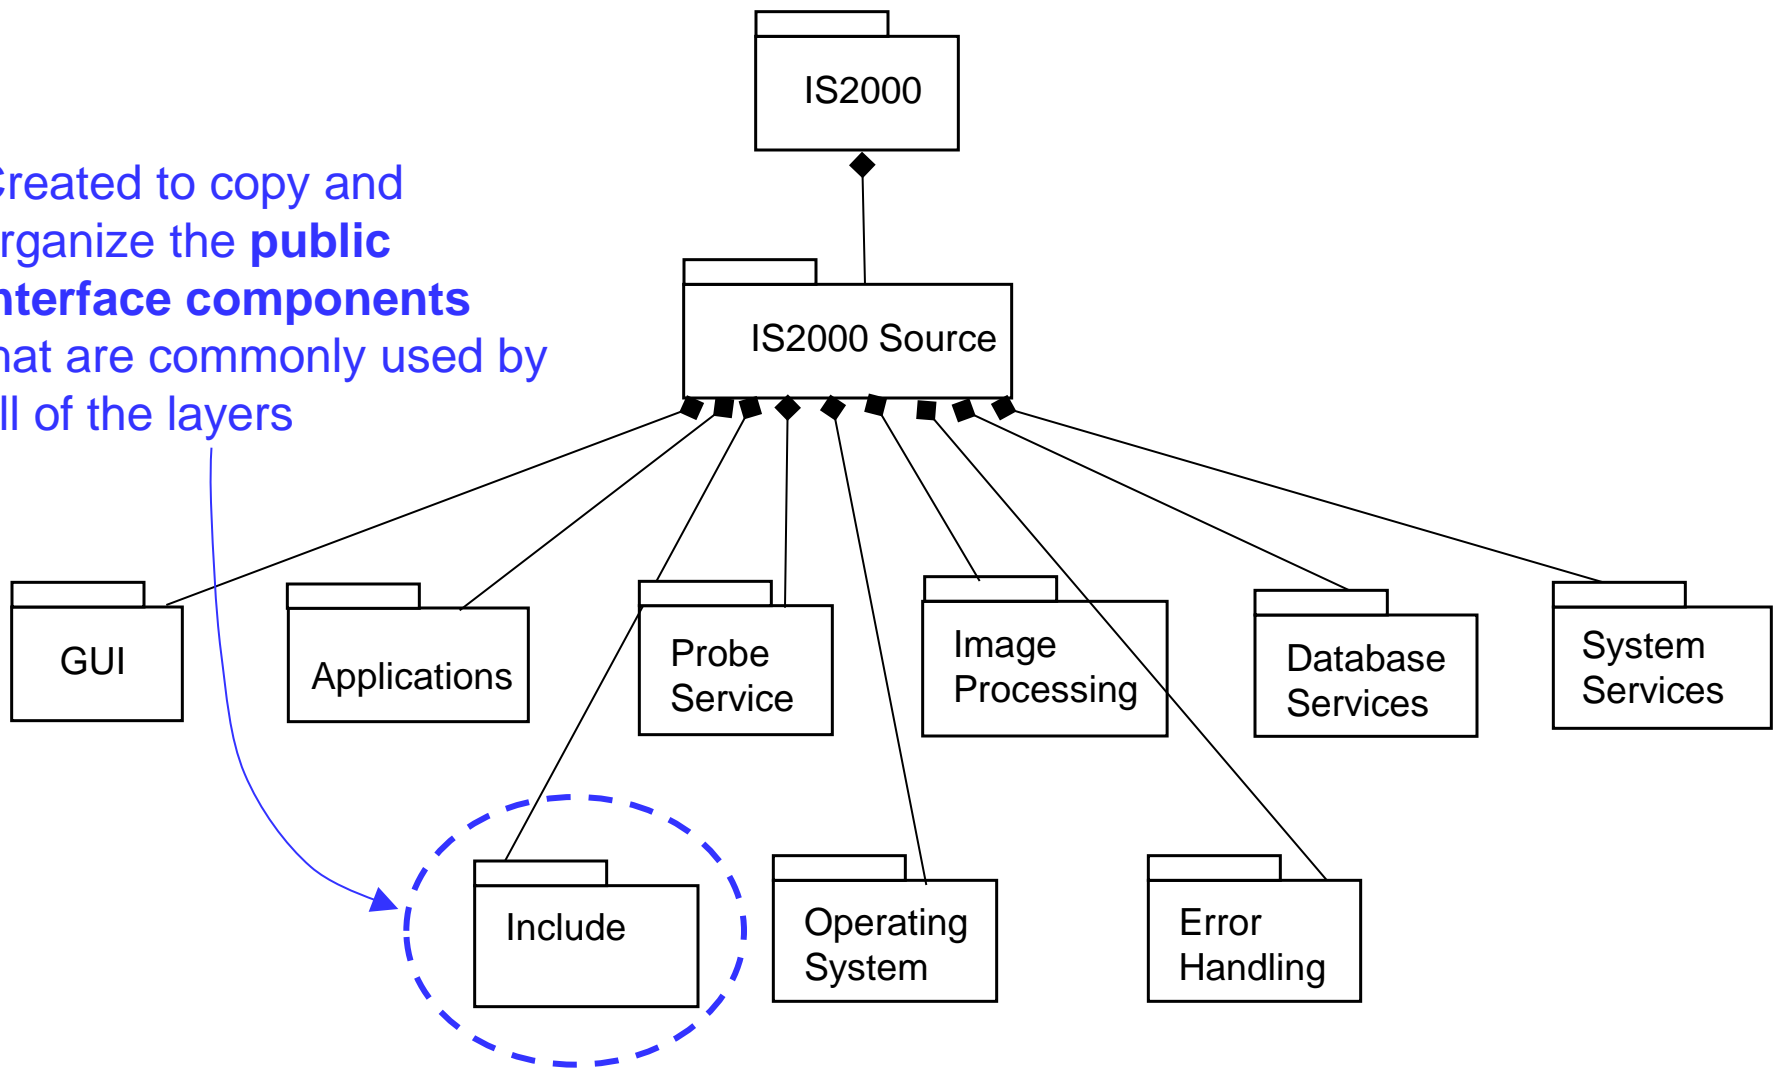 IS2000
Created to copy and
rganize the public
nterface components
hat are commonly used by
ll of the layers
IS2000 Source
GUI
Applications
Probe
Service
Image
Processing
Database
Services
System
Services
Include
Operating
System
Error
Handling